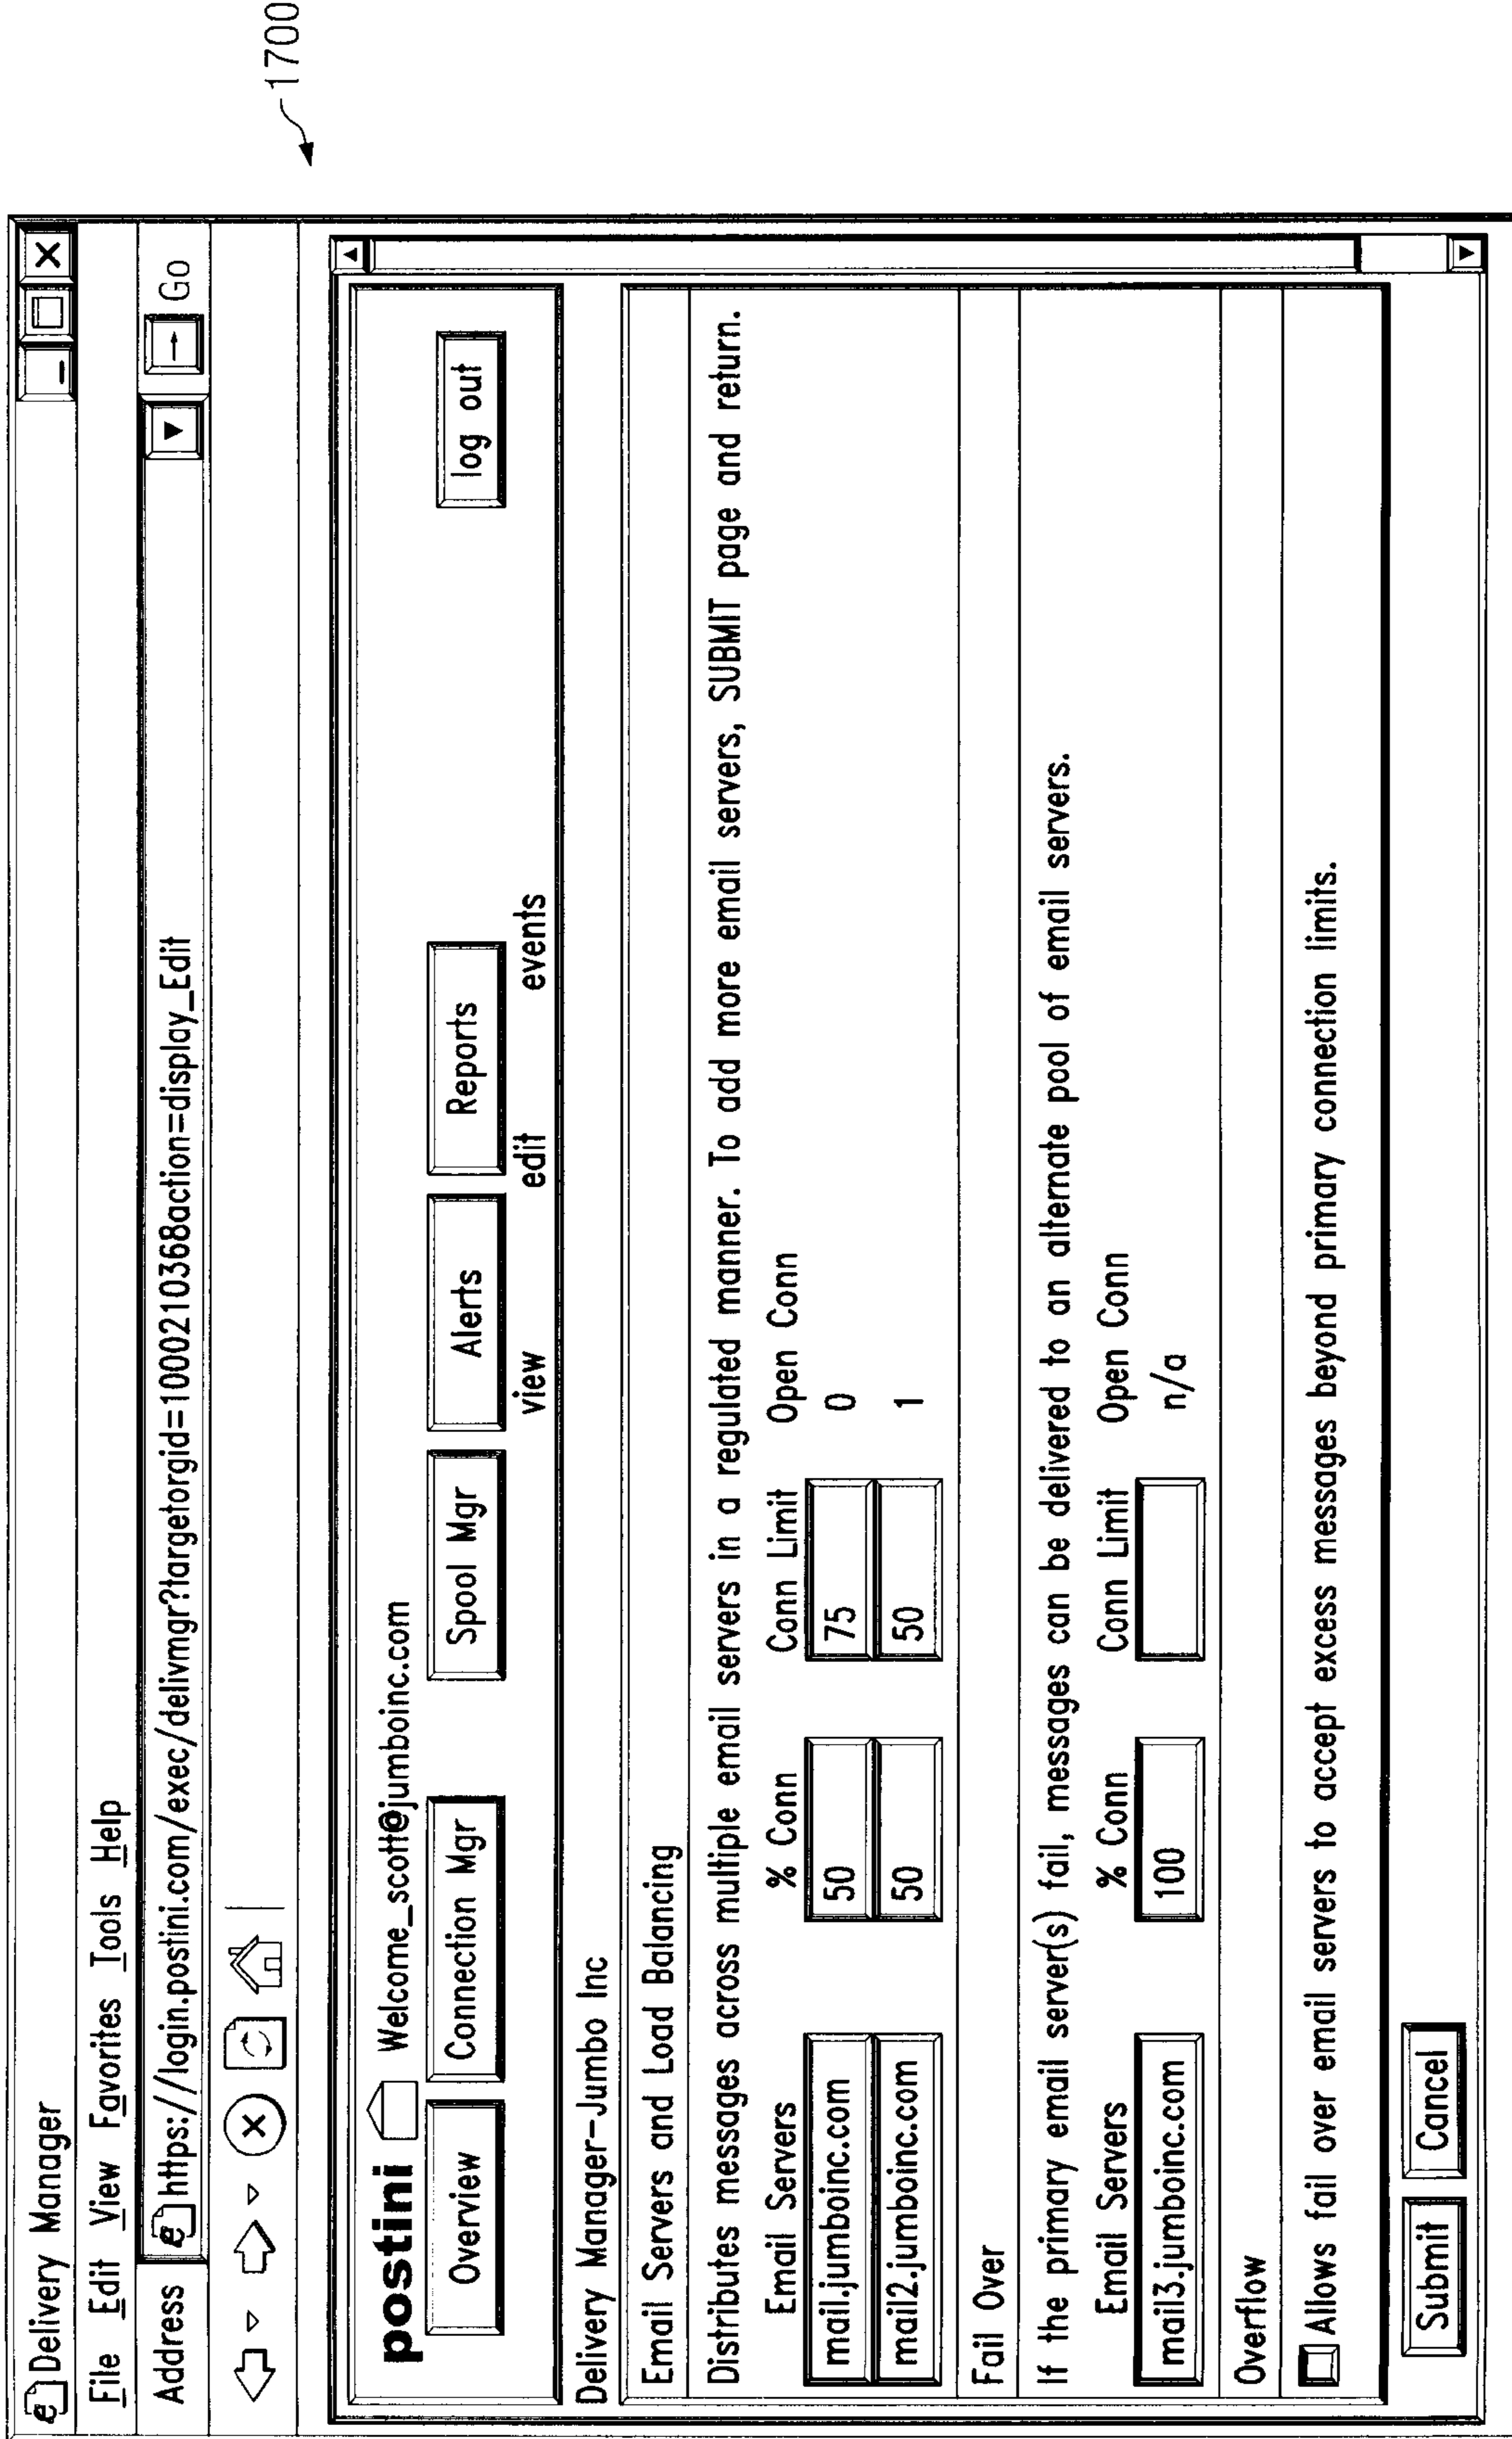 1700
Delivery Manager
File Edit View Favorites Tools Help
Address https://login.postini.com/exec/delivmgr?targetorgid=100021036&action=display_Edit Go
postini Welcome_scott@jumboinc.com
Overview Connection Mgr Spool Mgr Alerts Reports log out
view edit events
Delivery Manager-Jumbo Inc
Email Servers and Load Balancing
Distributes messages across multiple email servers in a regulated manner. To add more email servers, SUBMIT page and return.
Email Servers % Conn Conn Limit Open Conn
mail.jumboinc.com 50 75 0
mail2.jumboinc.com 50 50 1
Fail Over
If the primary email server(s) fail, messages can be delivered to an alternate pool of email servers.
Email Servers % Conn Conn Limit Open Conn
mail3.jumboinc.com 100 n/a
Overflow
Allows fail over email servers to accept excess messages beyond primary connection limits.
Submit Cancel